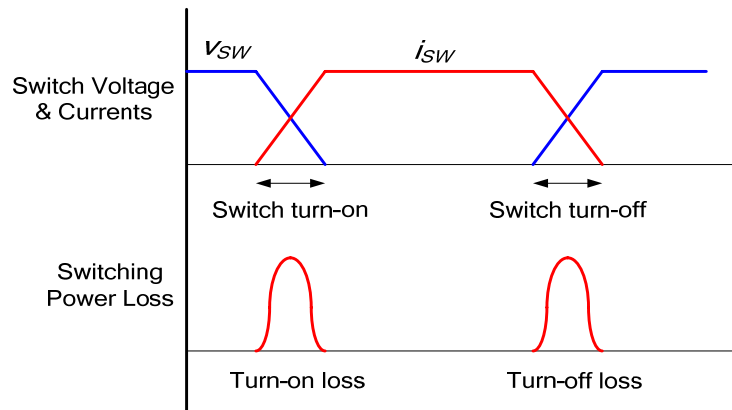 vSW
iSW
Switch Voltage
& Currents
Switch turn-on
Switch turn-off
Switching
Power Loss
Turn-on loss
Turn-off loss